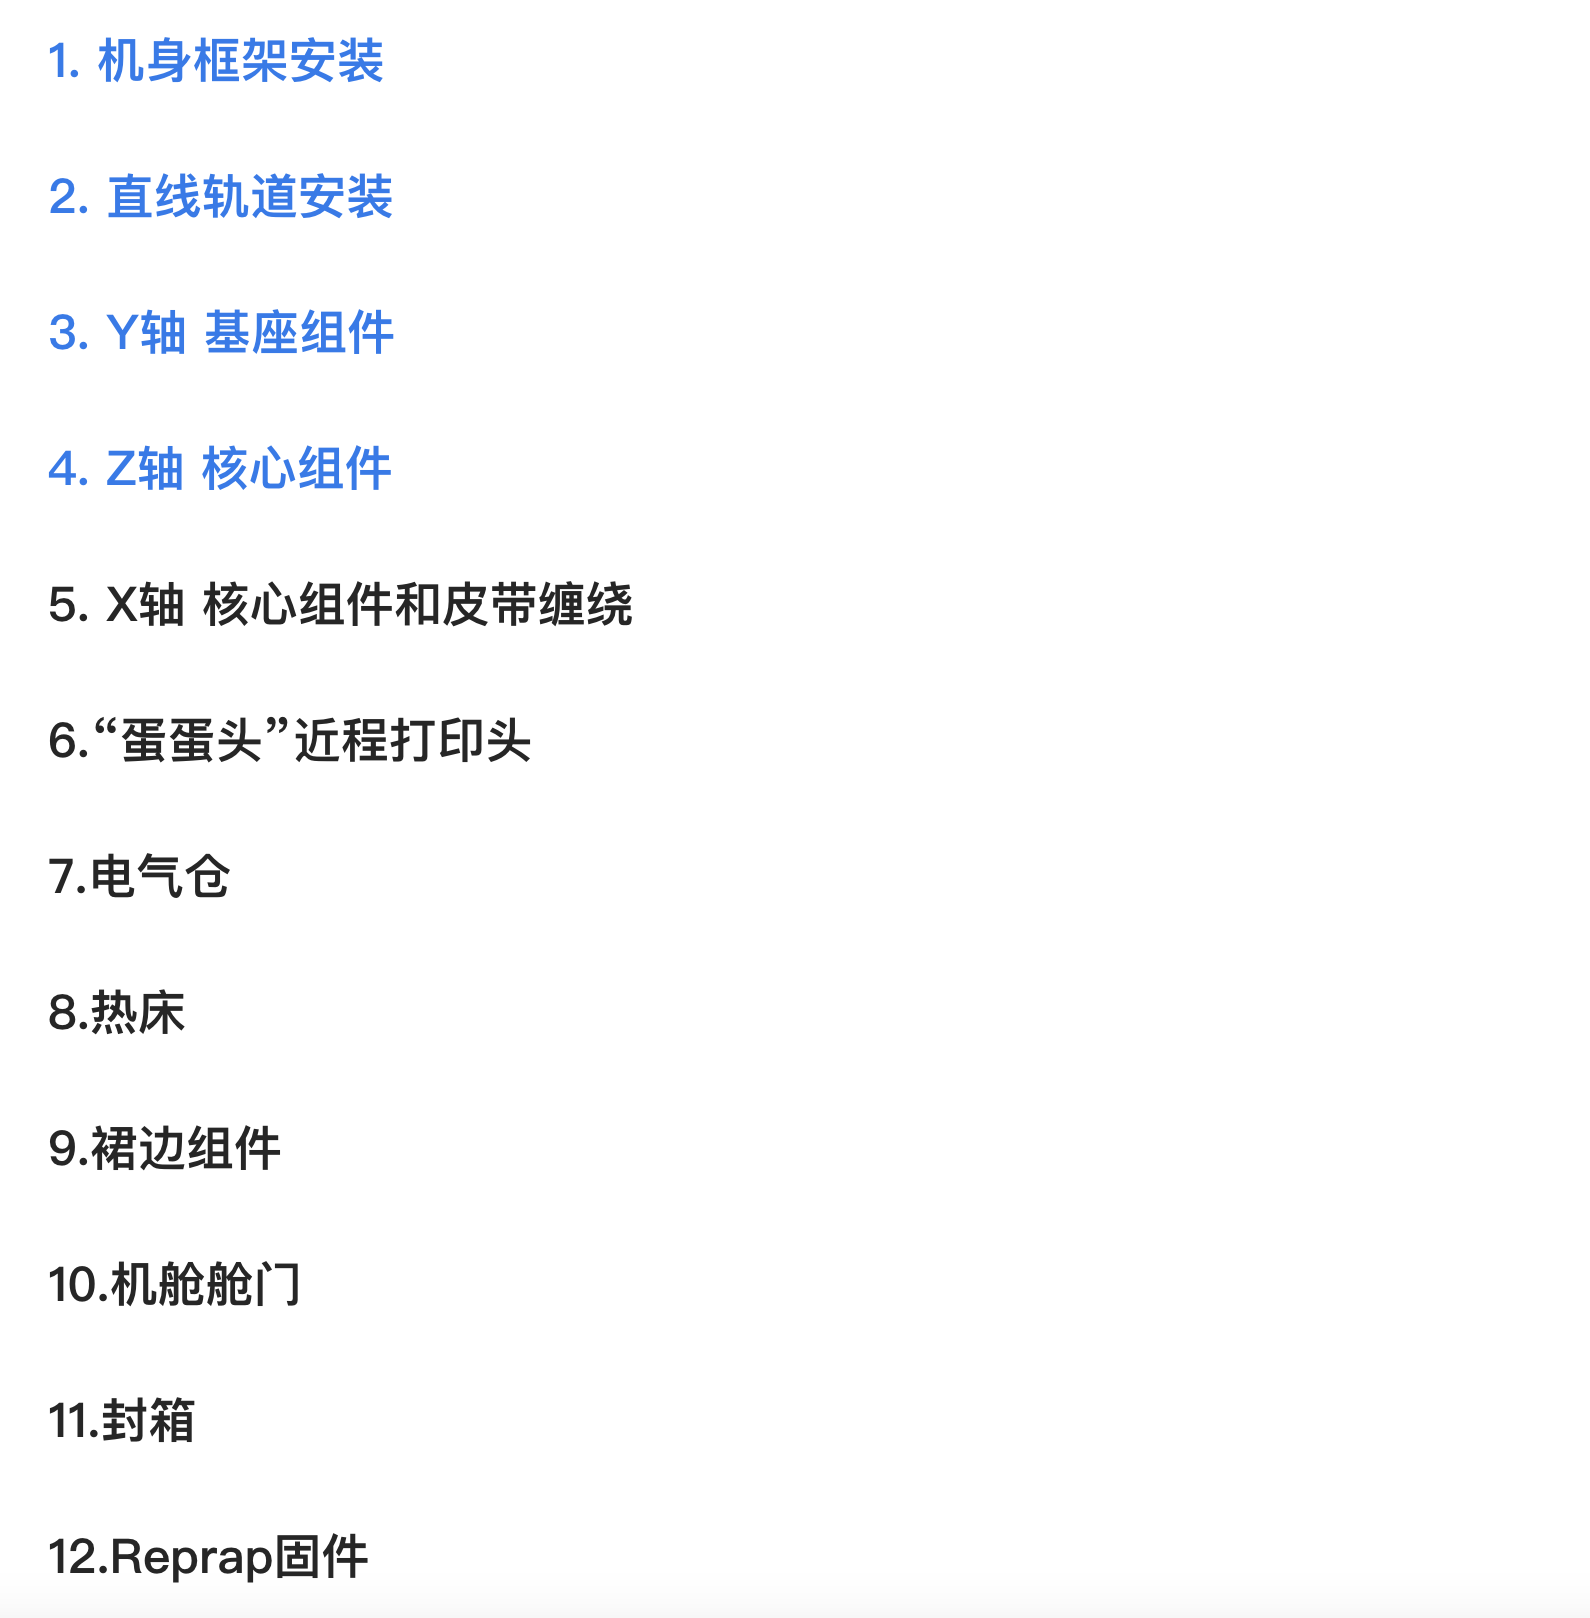 1. 机身框架安装
2. 直线轨道安装
3. Y轴 基座组件
4. Z轴 核心组件
5. X轴 核心组件和皮带缠绕
6.“蛋蛋头”近程打印头
7.电气仓
8.热床
9.裙边组件
10.机舱舱门
11.封箱
12.Reprap固件